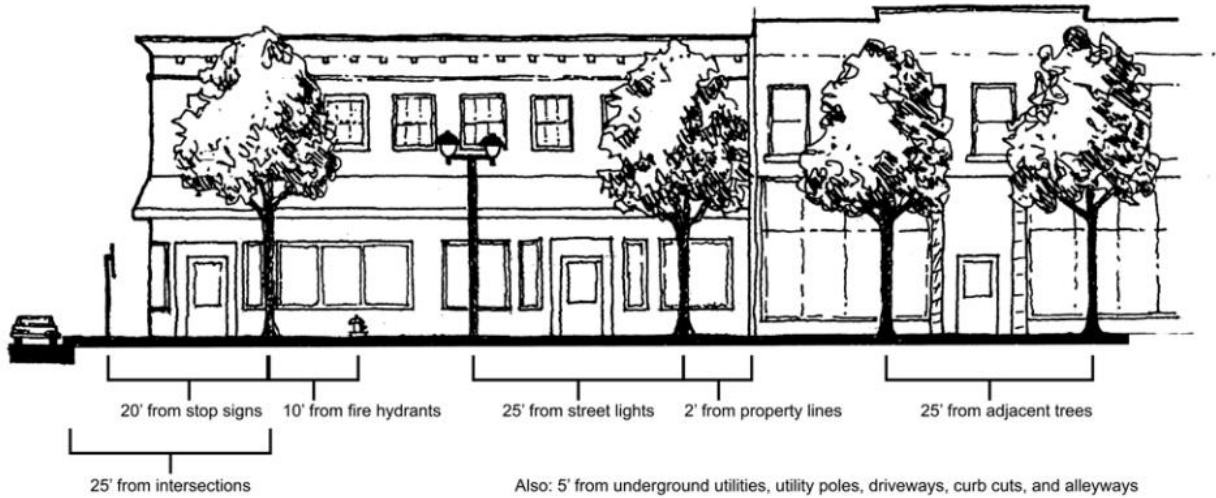 20' from stop signs
10' from fire hydrants
25' from street lights
2' from property lines
25' from adjacent trees
25' from intersections
Also: 5' from underground utilities, utility poles, driveways, curb cuts, and alleyways